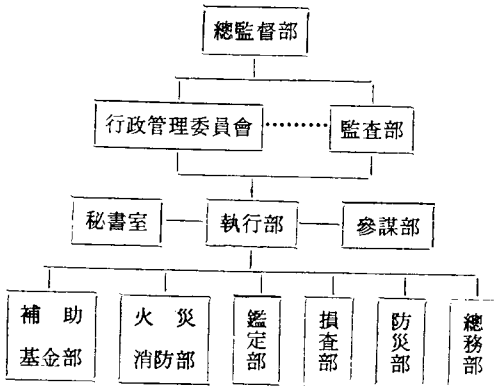 總監督部
行政管理委員會
監査部
秘書室
執行部
參謀部
補助
基金部
火災
消防部
鑑定部
損査部
防災部
總務部